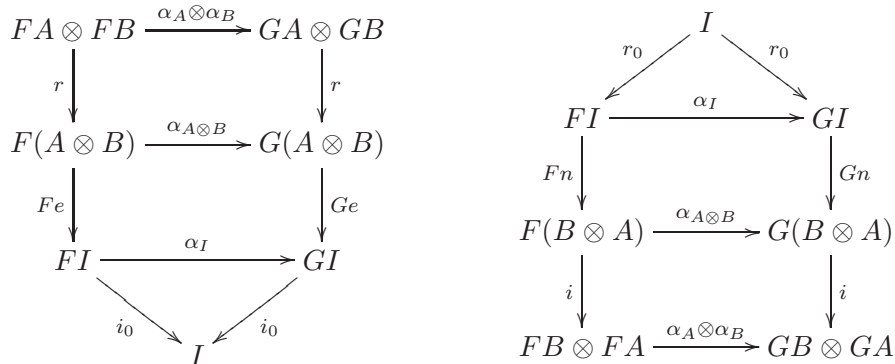 FA ⊗ FB α_A⊗α_B GA ⊗ GB
r r
F(A ⊗ B) α_{A⊗B} G(A ⊗ B)
Fe Ge
FI α_I GI
i_0 i_0
I
I
r_0 r_0
FI α_I GI
Fn Gn
F(B ⊗ A) α_{A⊗B} G(B ⊗ A)
i i
FB ⊗ FA α_A⊗α_B GB ⊗ GA